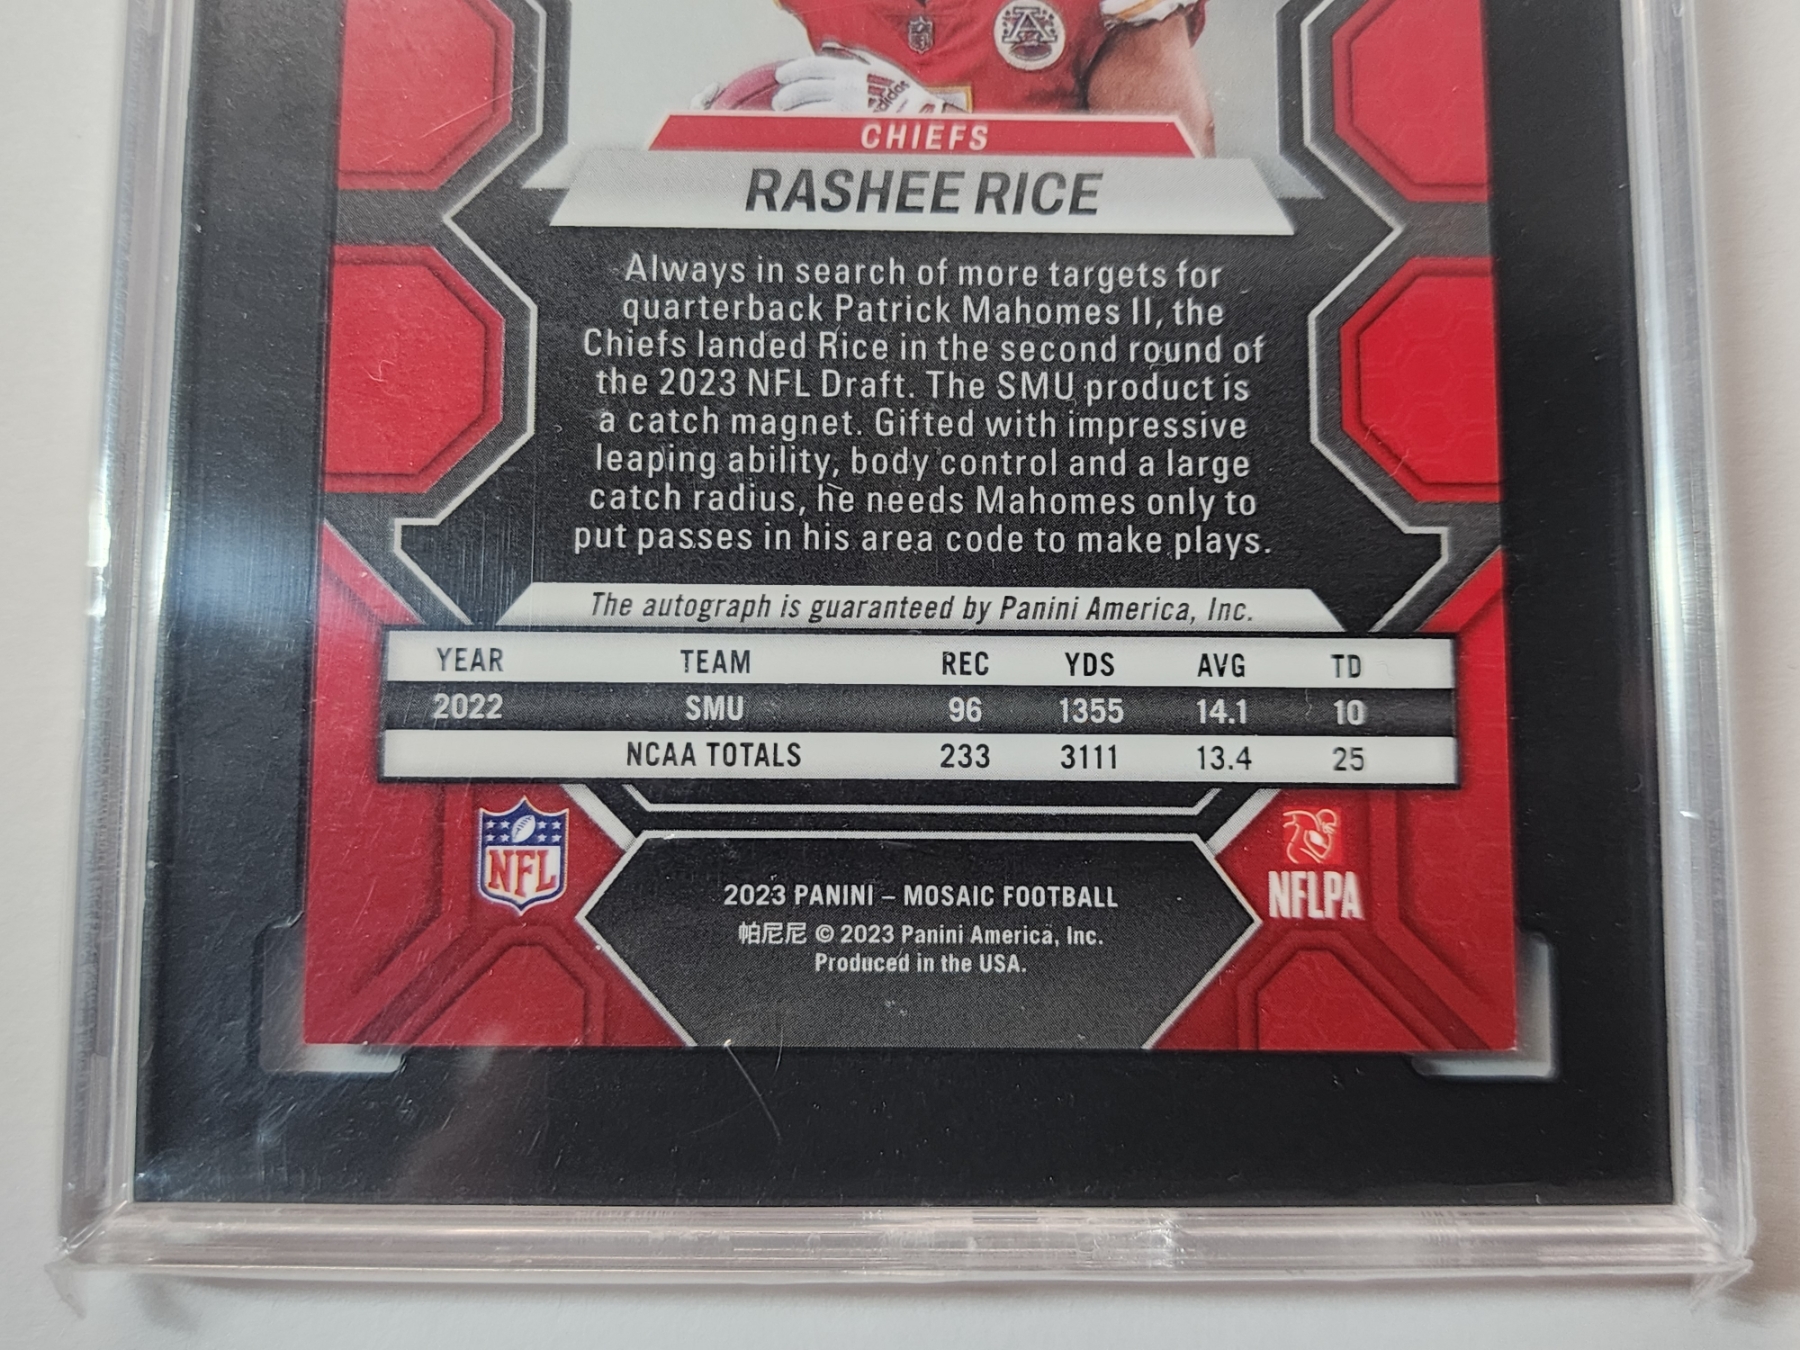 adidas
CHIEFS
RASHEE RICE
Always in search of more targets for
quarterback Patrick Mahomes II, the
Chiefs landed Rice in the second round of
the 2023 NFL Draft. The SMU product is
a catch magnet. Gifted with impressive
leaping ability, body control and a large
catch radius, he needs Mahomes only to
put passes in his area code to make plays.
The autograph is guaranteed by Panini America, Inc.
YEAR TEAM REC YDS AVG TD
2022 SMU 96 1355 14.1 10
NCAA TOTALS 233 3111 13.4 25
NFL
NFLPA
2023 PANINI – MOSAIC FOOTBALL
帕尼尼 © 2023 Panini America, Inc.
Produced in the USA.